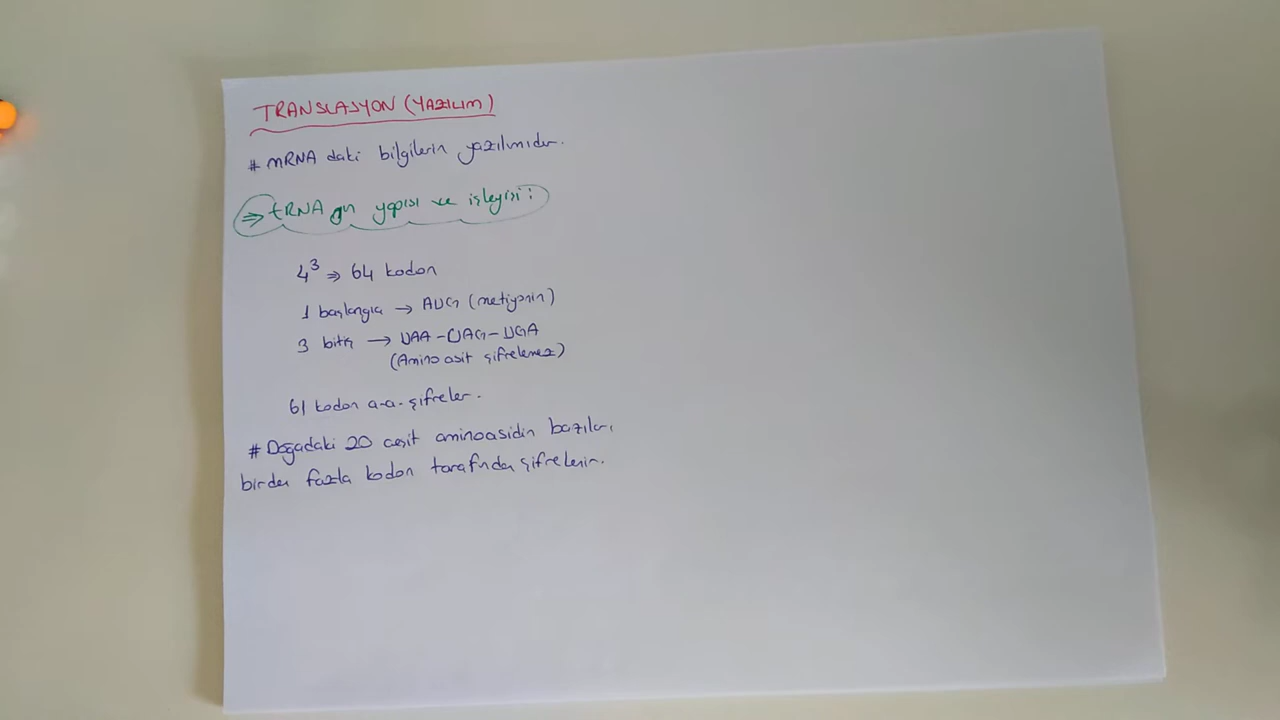 TRANSLASYON (YAZILIM)
# mRNA daki bilgilerin yazılımıdır.
⇒ tRNA nın yapısı ve işleyişi:
4³ ⇒ 64 kodon
1 başlangıç → AUG (metiyonin)
3 bitiş → UAA-UAG-UGA
(Amino asit şifrelemez)
61 kodon a.a. şifreler.
# Doğadaki 20 çeşit aminoasidin bazıları
birden fazla kodon tarafından şifrelenir.